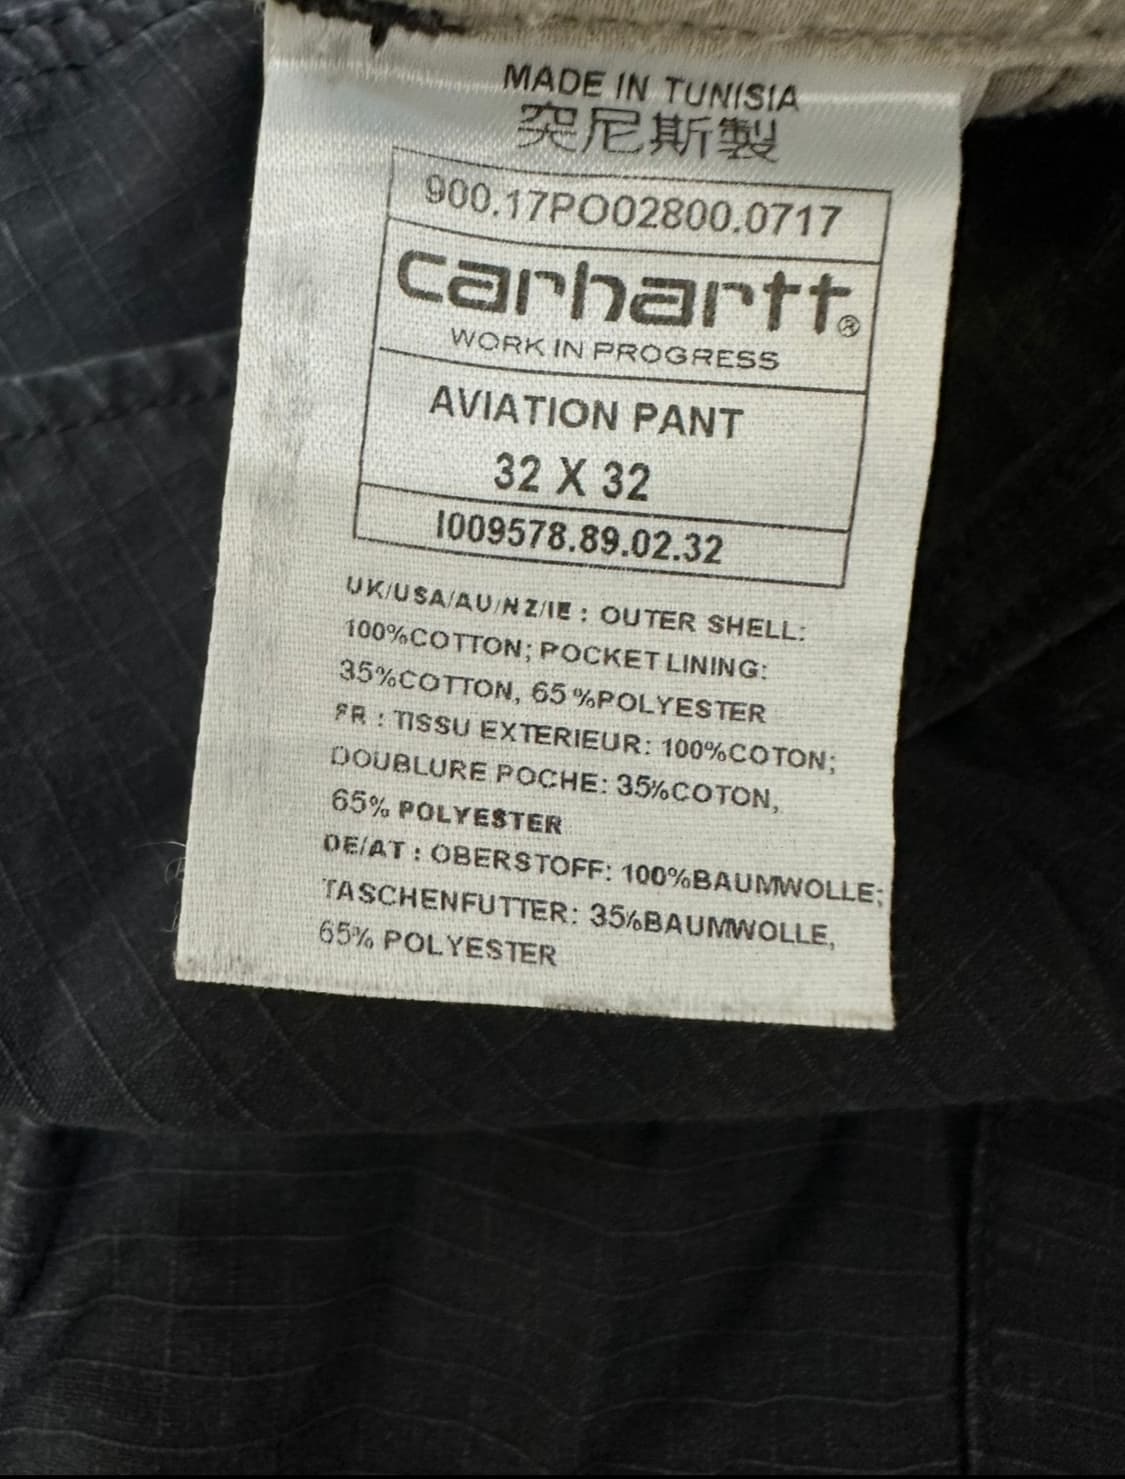 MADE IN TUNISIA
突尼斯製
900.17PO02800.0717
carhartt®
WORK IN PROGRESS
AVIATION PANT
32 X 32
I009578.89.02.32
UK/USA/AU/NZ/IE : OUTER SHELL:
100%COTTON; POCKET LINING:
35%COTTON, 65%POLYESTER
FR : TISSU EXTERIEUR: 100%COTON;
DOUBLURE POCHE: 35%COTON,
65% POLYESTER
DE/AT : OBERSTOFF: 100%BAUMWOLLE;
TASCHENFUTTER: 35%BAUMWOLLE,
65% POLYESTER